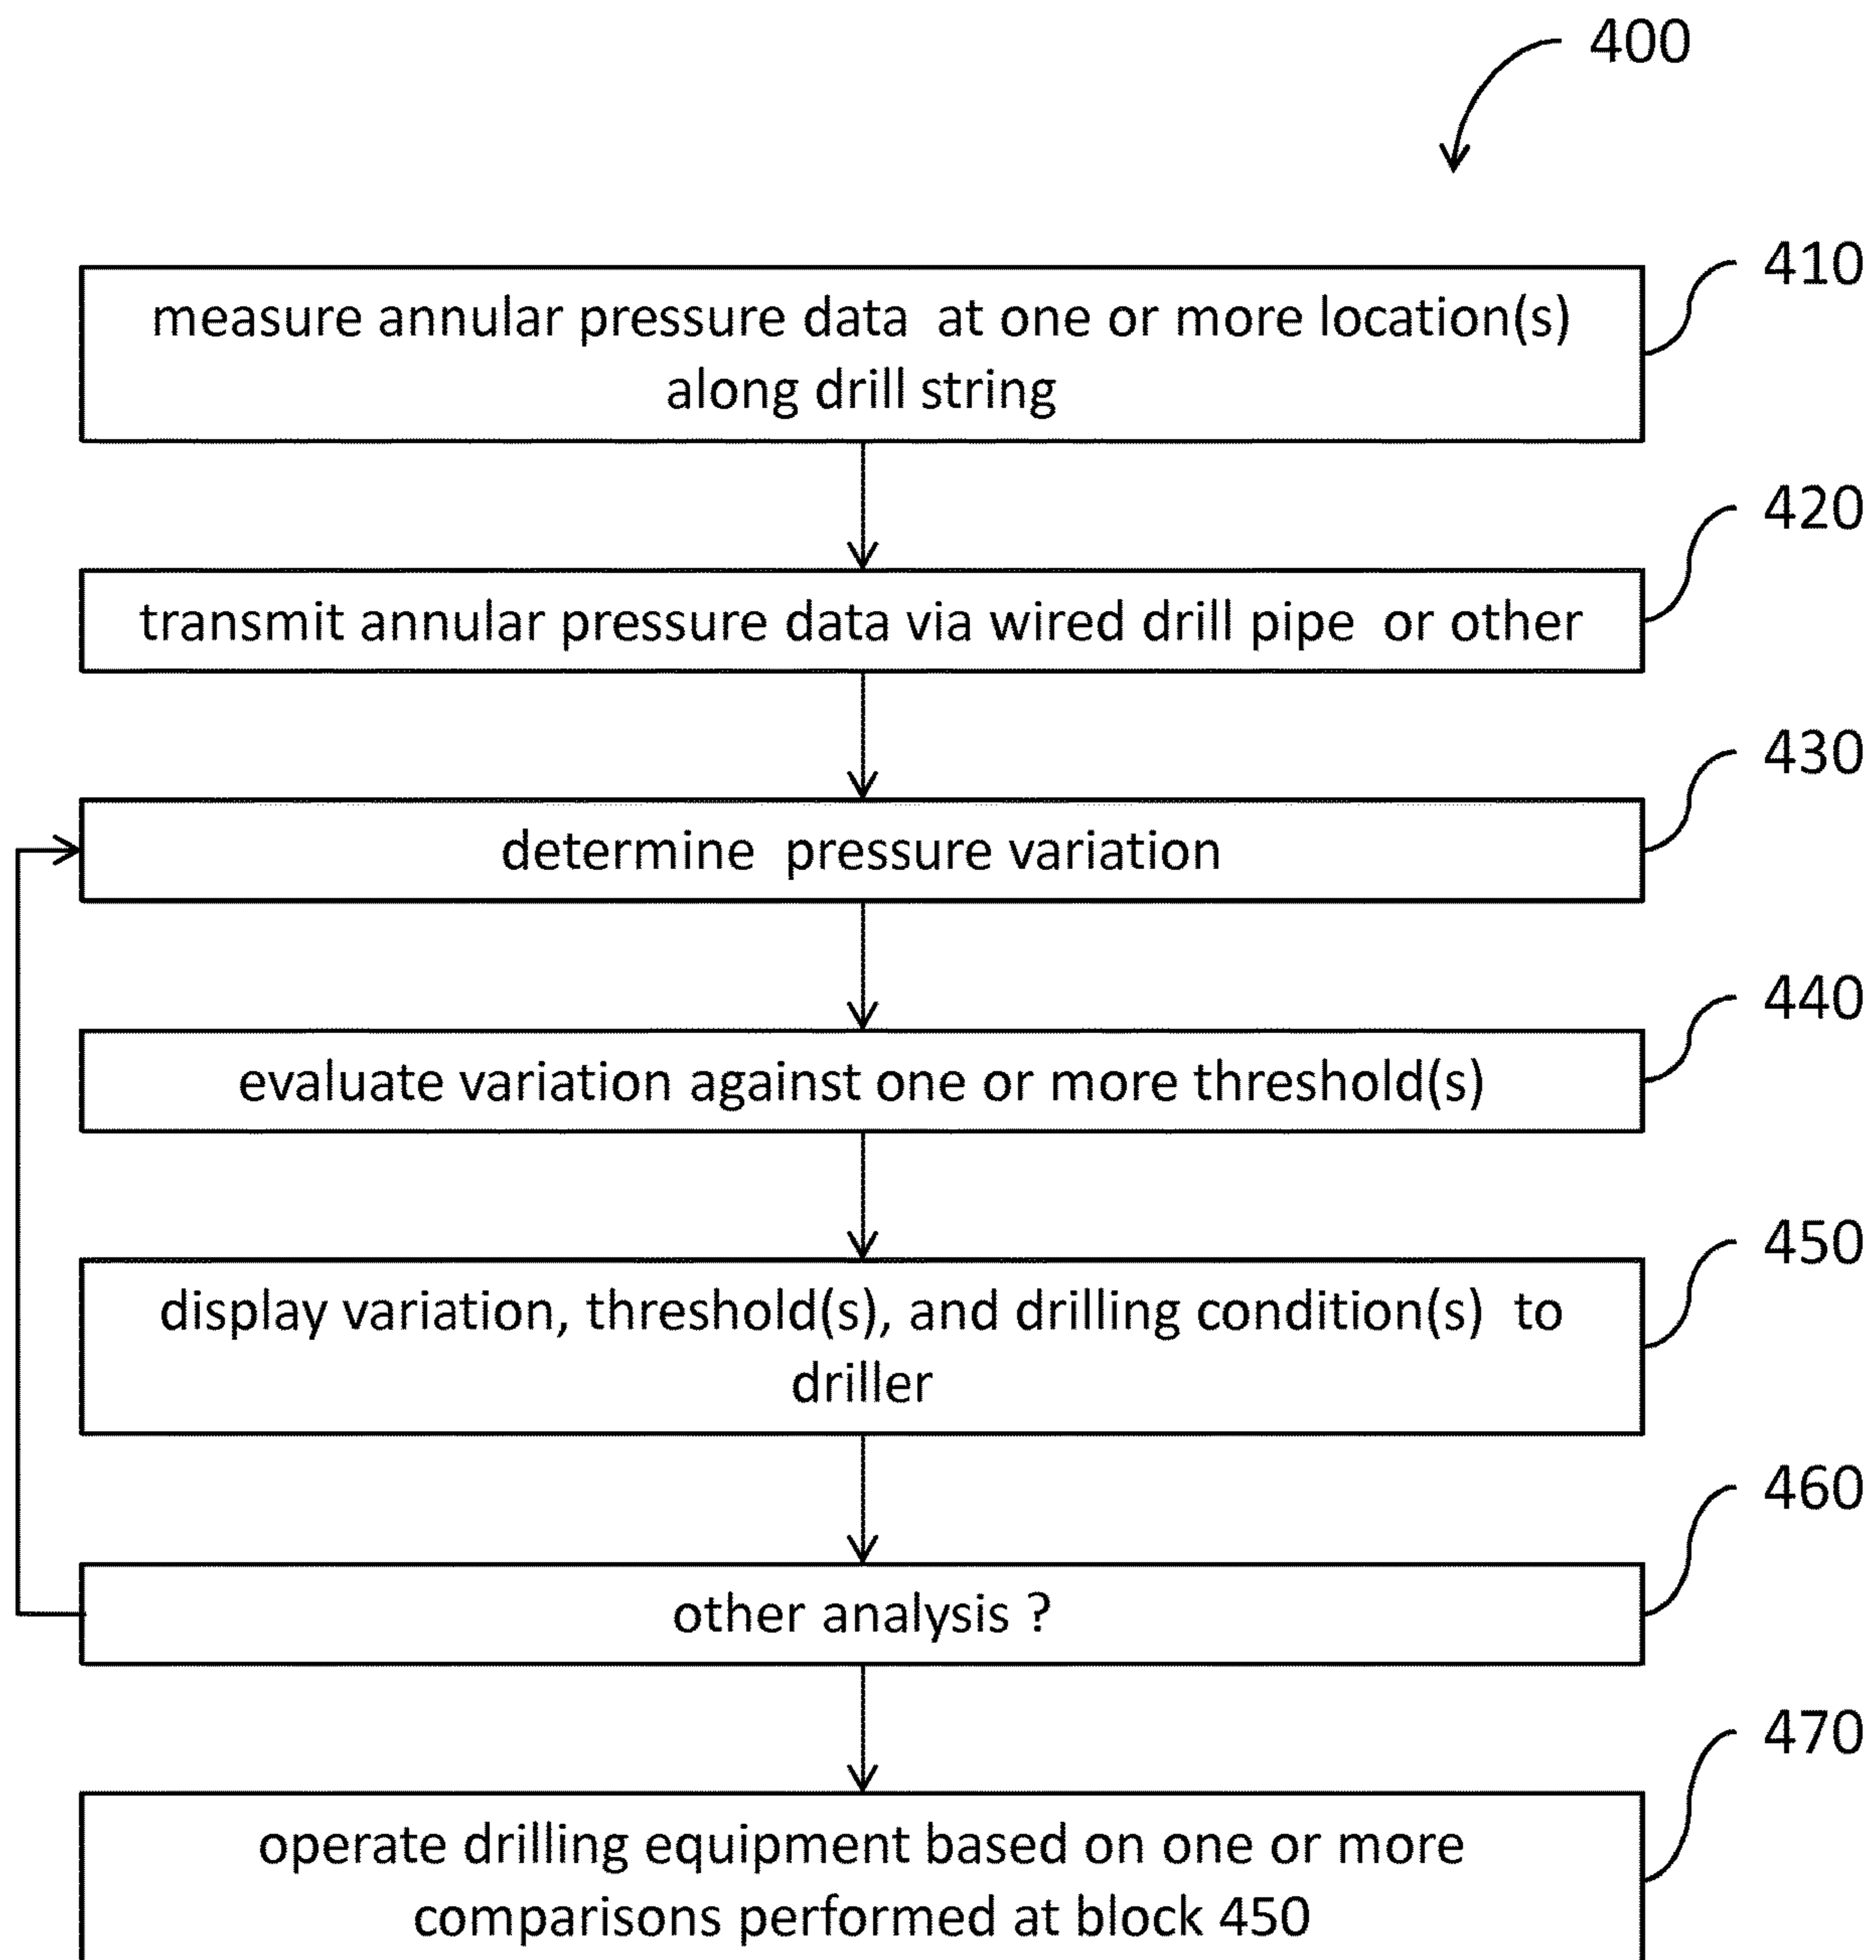 400
410
measure annular pressure data at one or more location(s)
along drill string
420
transmit annular pressure data via wired drill pipe or other
430
determine pressure variation
440
evaluate variation against one or more threshold(s)
450
display variation, threshold(s), and drilling condition(s) to
driller
460
other analysis ?
470
operate drilling equipment based on one or more
comparisons performed at block 450